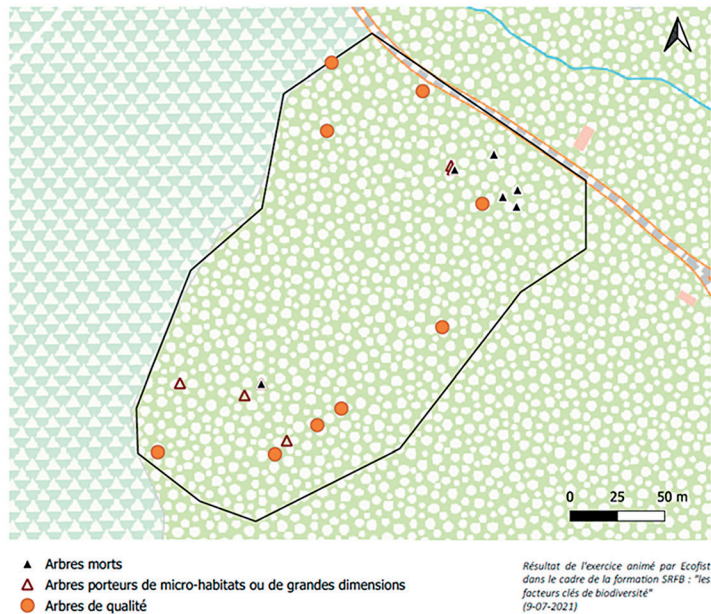 0 25 50 m
Arbres morts
Arbres porteurs de micro-habitats ou de grandes dimensions
Arbres de qualité
Résultat de l'exercice animé par Ecofist
dans le cadre de la formation SRFB : "les
facteurs clés de biodiversité"
(9-07-2021)